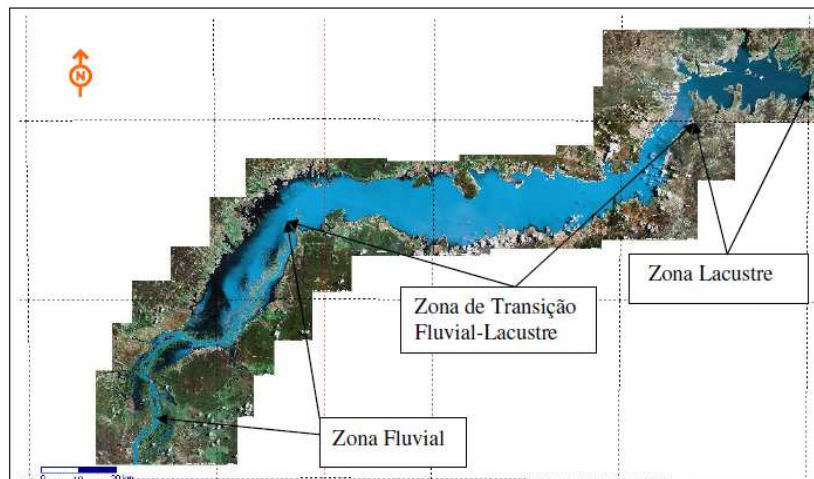 N
Zona Lacustre
Zona de Transição
Fluvial-Lacustre
Zona Fluvial